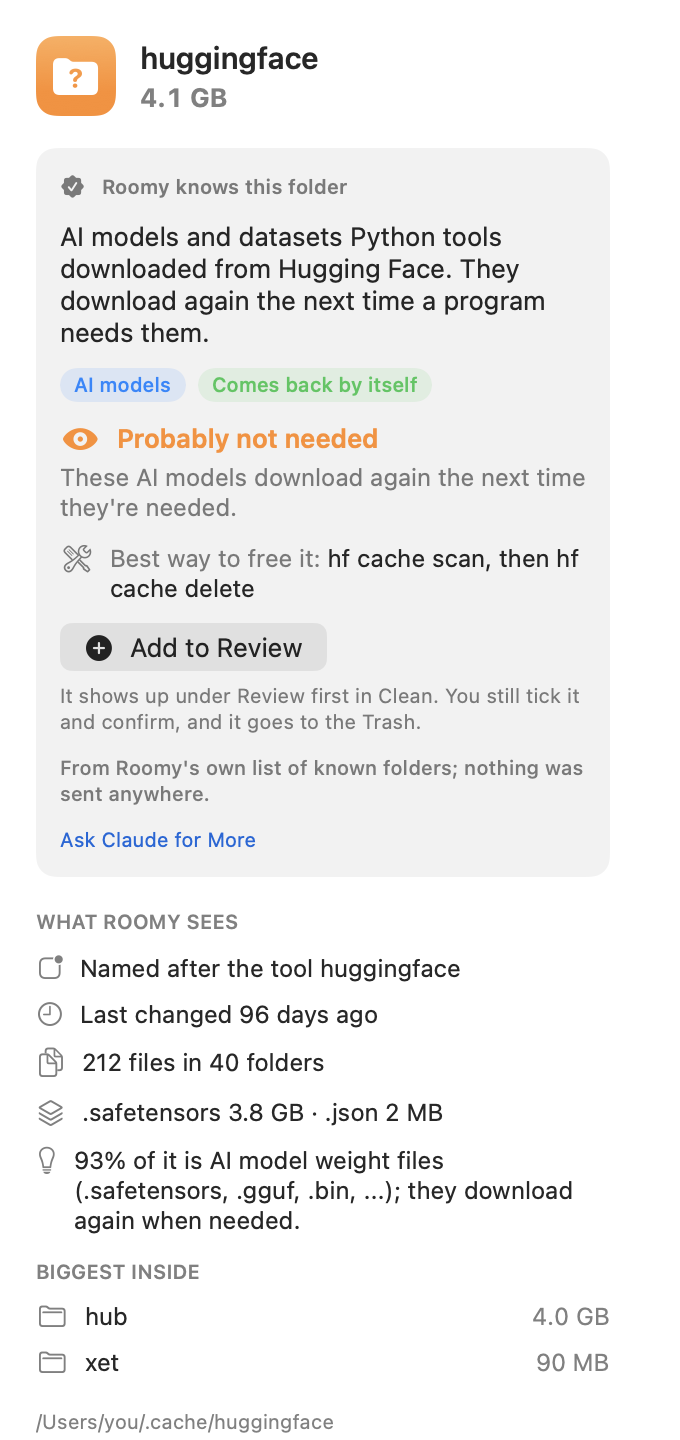 huggingface
4.1 GB
Roomy knows this folder
AI models and datasets Python tools
downloaded from Hugging Face. They
download again the next time a program
needs them.
AI models
Comes back by itself
Probably not needed
These AI models download again the next time
they're needed.
Best way to free it: hf cache scan, then hf
cache delete
Add to Review
It shows up under Review first in Clean. You still tick it
and confirm, and it goes to the Trash.
From Roomy's own list of known folders; nothing was
sent anywhere.
Ask Claude for More
WHAT ROOMY SEES
Named after the tool huggingface
Last changed 96 days ago
212 files in 40 folders
.safetensors 3.8 GB · .json 2 MB
93% of it is AI model weight files
(.safetensors, .gguf, .bin, ...); they download
again when needed.
BIGGEST INSIDE
hub 4.0 GB
xet 90 MB
/Users/you/.cache/huggingface